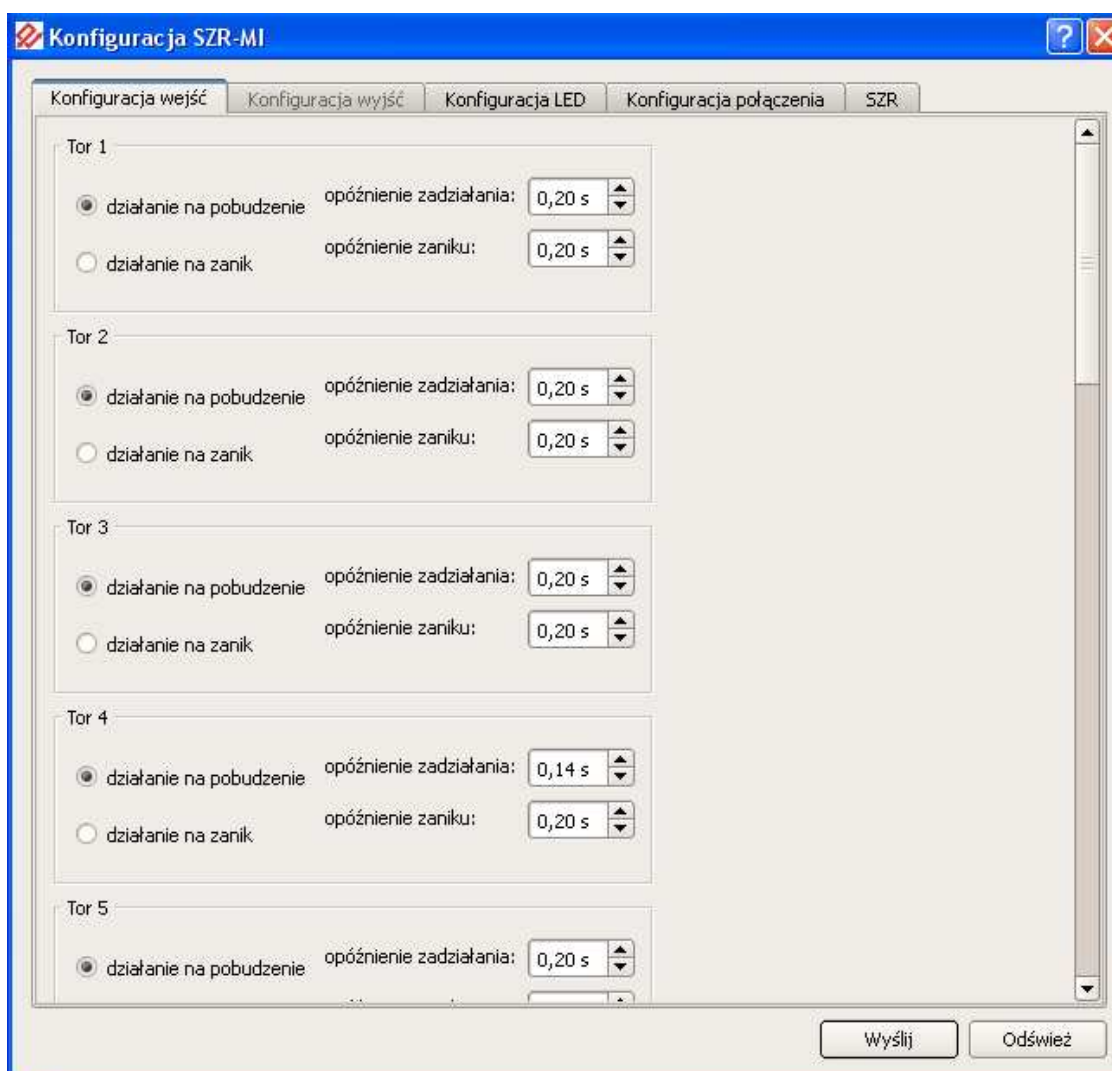 Konfiguracja SZR-MI
Konfiguracja wejść Konfiguracja wyjść Konfiguracja LED Konfiguracja połączenia SZR
Tor 1
działanie na pobudzenie opóźnienie zadziałania: 0,20 s
działanie na zanik opóźnienie zaniku: 0,20 s
Tor 2
działanie na pobudzenie opóźnienie zadziałania: 0,20 s
działanie na zanik opóźnienie zaniku: 0,20 s
Tor 3
działanie na pobudzenie opóźnienie zadziałania: 0,20 s
działanie na zanik opóźnienie zaniku: 0,20 s
Tor 4
działanie na pobudzenie opóźnienie zadziałania: 0,14 s
działanie na zanik opóźnienie zaniku: 0,20 s
Tor 5
działanie na pobudzenie opóźnienie zadziałania: 0,20 s
Wyślij Odśwież